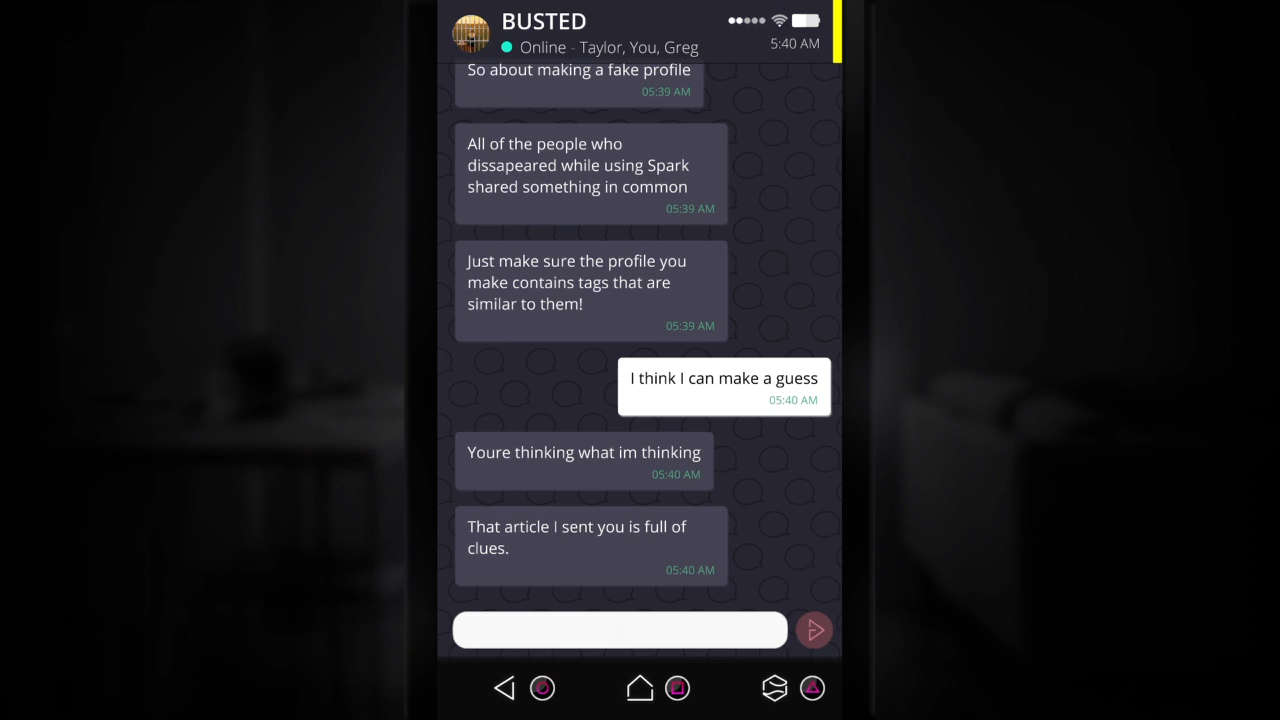 BUSTED
Online - Taylor, You, Greg
5:40 AM
So about making a fake profile
05:39 AM
All of the people who
dissapeared while using Spark
shared something in common
05:39 AM
Just make sure the profile you
make contains tags that are
similar to them!
05:39 AM
I think I can make a guess
05:40 AM
Youre thinking what im thinking
05:40 AM
That article I sent you is full of
clues.
05:40 AM